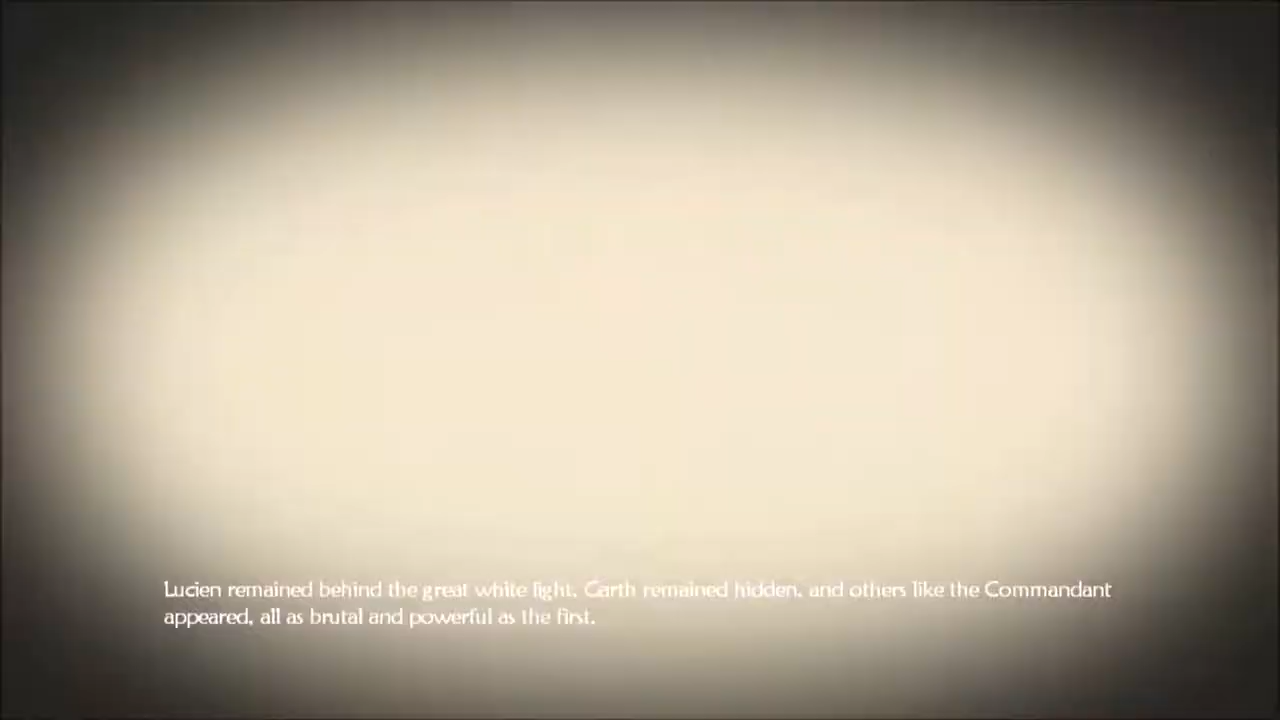 Lucien remained behind the great white light. Garth remained hidden, and others like the Commandant
appeared, all as brutal and powerful as the first.